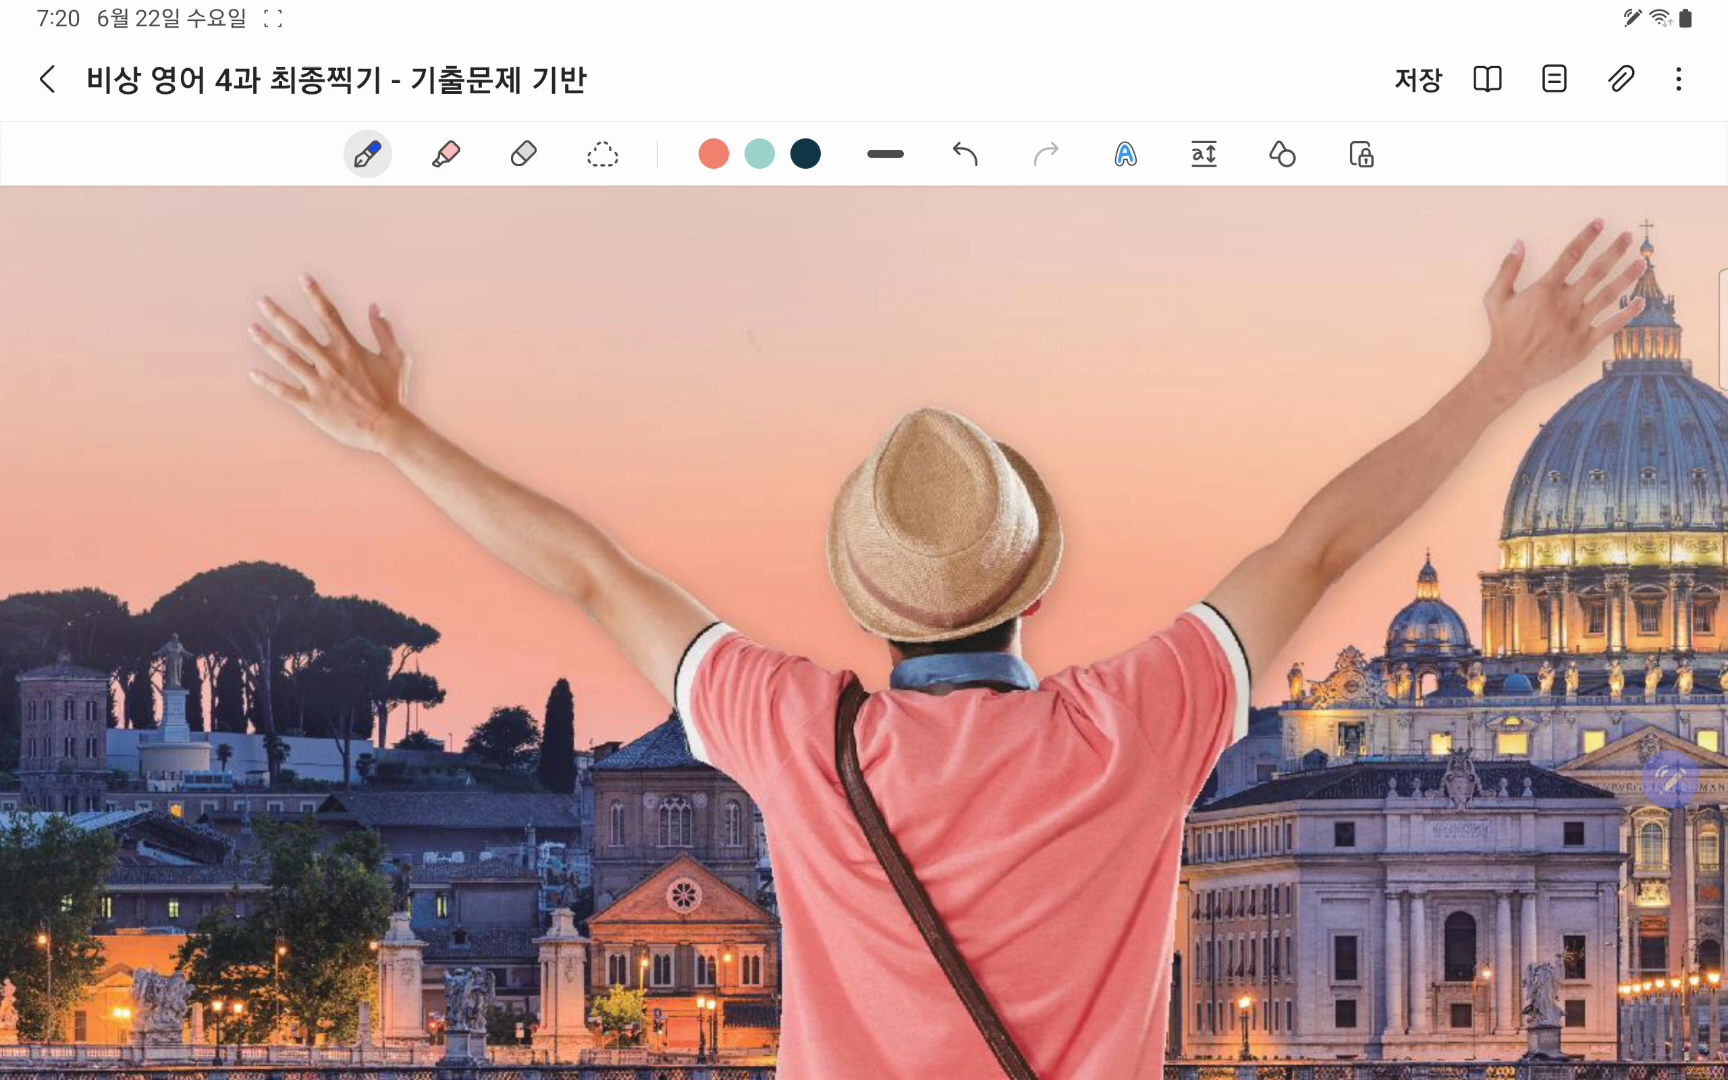 7:20 6월 22일 수요일
비상 영어 4과 최종찍기 - 기출문제 기반
저장